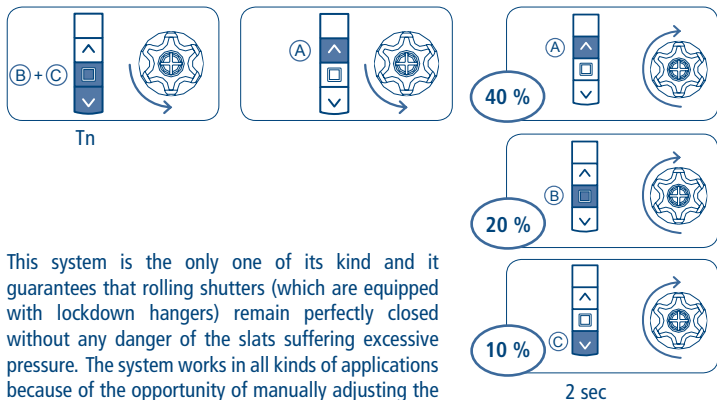 B + C
Tn
A
A
40 %
B
20 %
C
10 %
2 sec
This system is the only one of its kind and it
guarantees that rolling shutters (which are equipped
with lockdown hangers) remain perfectly closed
without any danger of the slats suffering excessive
pressure. The system works in all kinds of applications
because of the opportunity of manually adjusting the